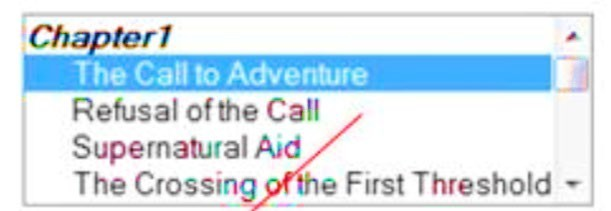 Chapter1
The Call to Adventure
Refusal of the Call
Supernatural Aid
The Crossing of the First Threshold